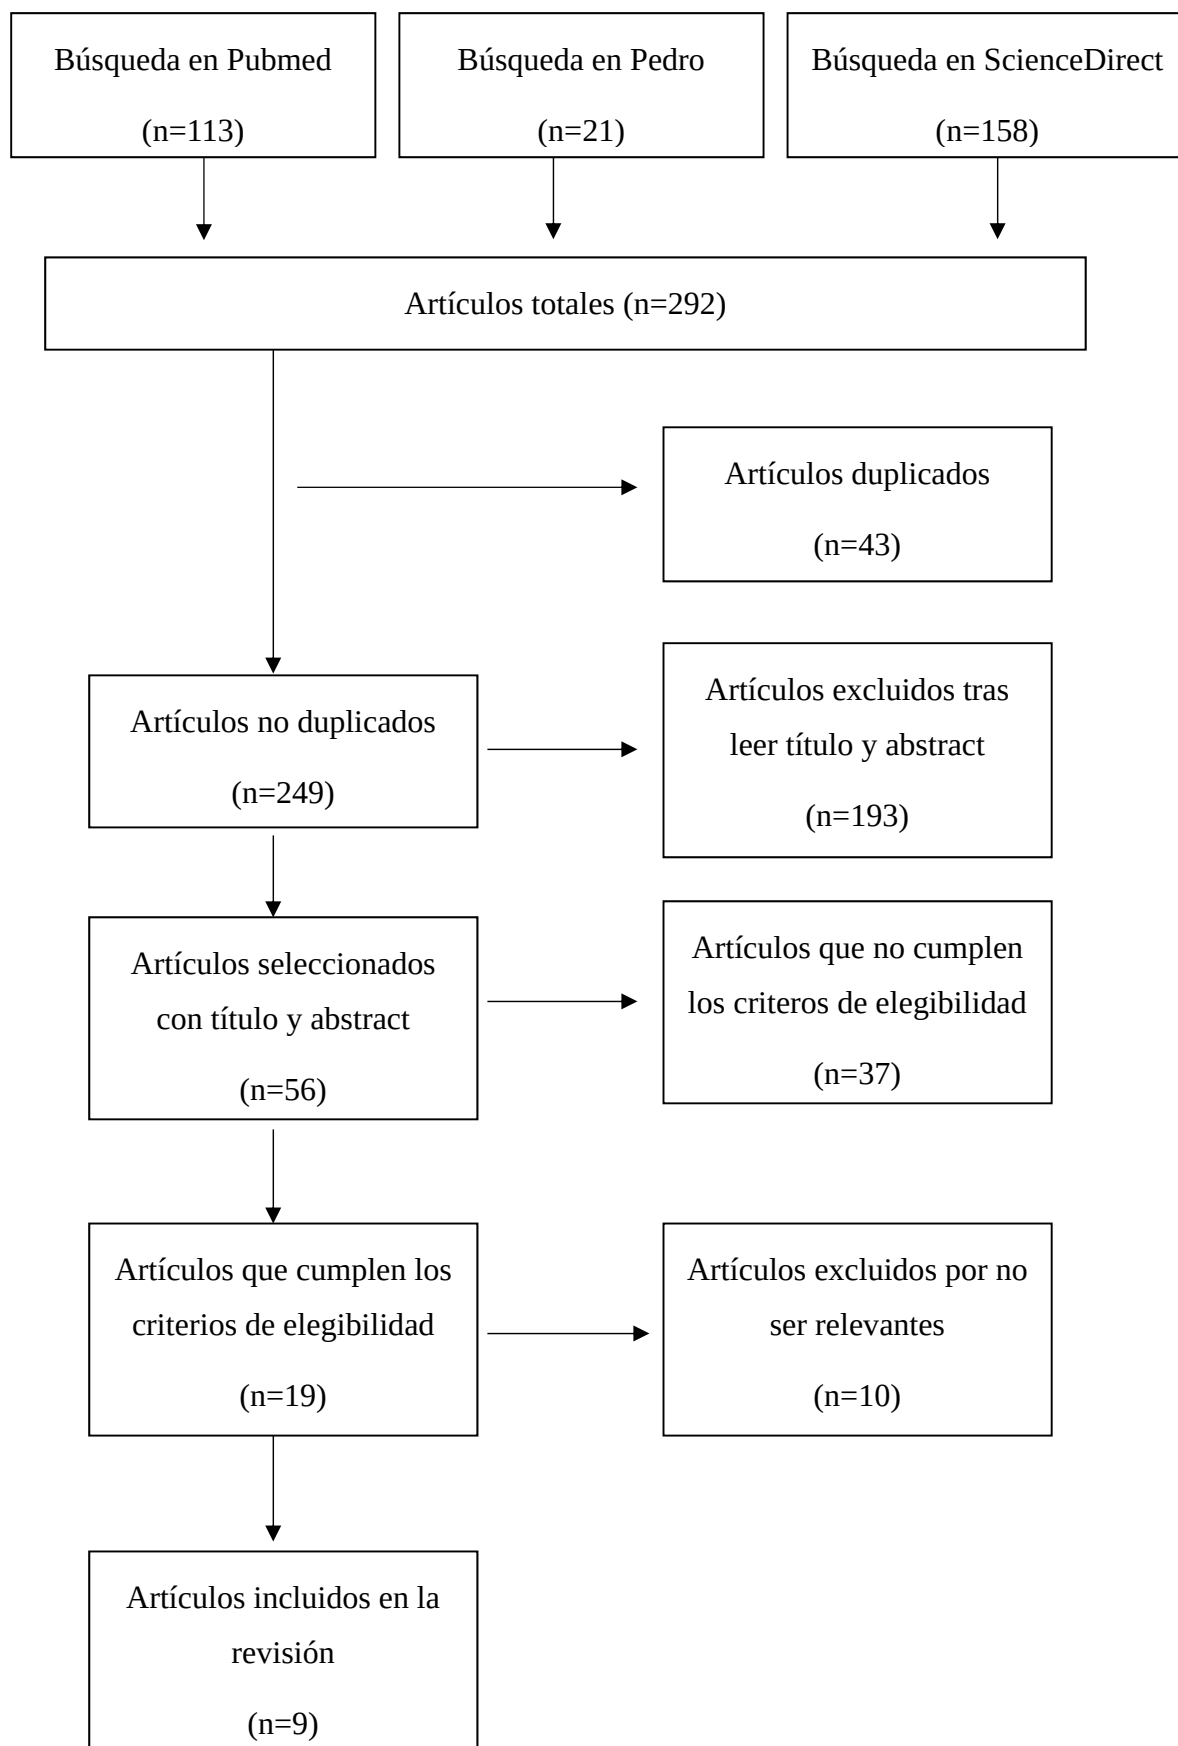 Búsqueda en Pubmed
(n=113)
Búsqueda en Pedro
(n=21)
Búsqueda en ScienceDirect
(n=158)
Artículos totales (n=292)
Artículos duplicados
(n=43)
Artículos no duplicados
(n=249)
Artículos excluidos tras
leer título y abstract
(n=193)
Artículos seleccionados
con título y abstract
(n=56)
Artículos que no cumplen
los criteros de elegibilidad
(n=37)
Artículos que cumplen los
criterios de elegibilidad
(n=19)
Artículos excluidos por no
ser relevantes
(n=10)
Artículos incluidos en la
revisión
(n=9)